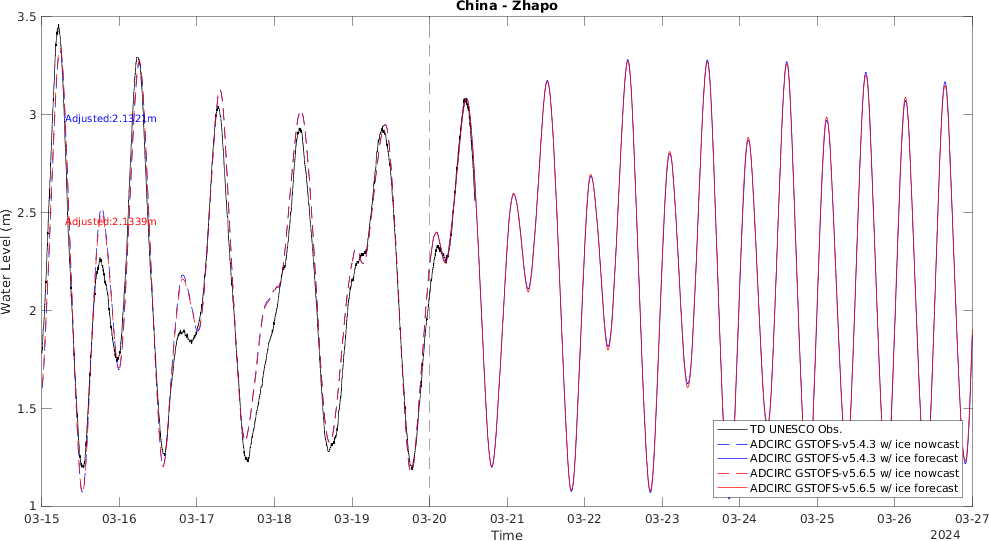 China - Zhapo
3.5
3
2.5
2
1.5
1
Water Level (m)
Adjusted:2.1321m
Adjusted:2.1339m
TD UNESCO Obs.
ADCIRC GSTOFS-v5.4.3 w/ ice nowcast
ADCIRC GSTOFS-v5.4.3 w/ ice forecast
ADCIRC GSTOFS-v5.6.5 w/ ice nowcast
ADCIRC GSTOFS-v5.6.5 w/ ice forecast
03-15 03-16 03-17 03-18 03-19 03-20 03-21 03-22 03-23 03-24 03-25 03-26 03-27
Time
2024